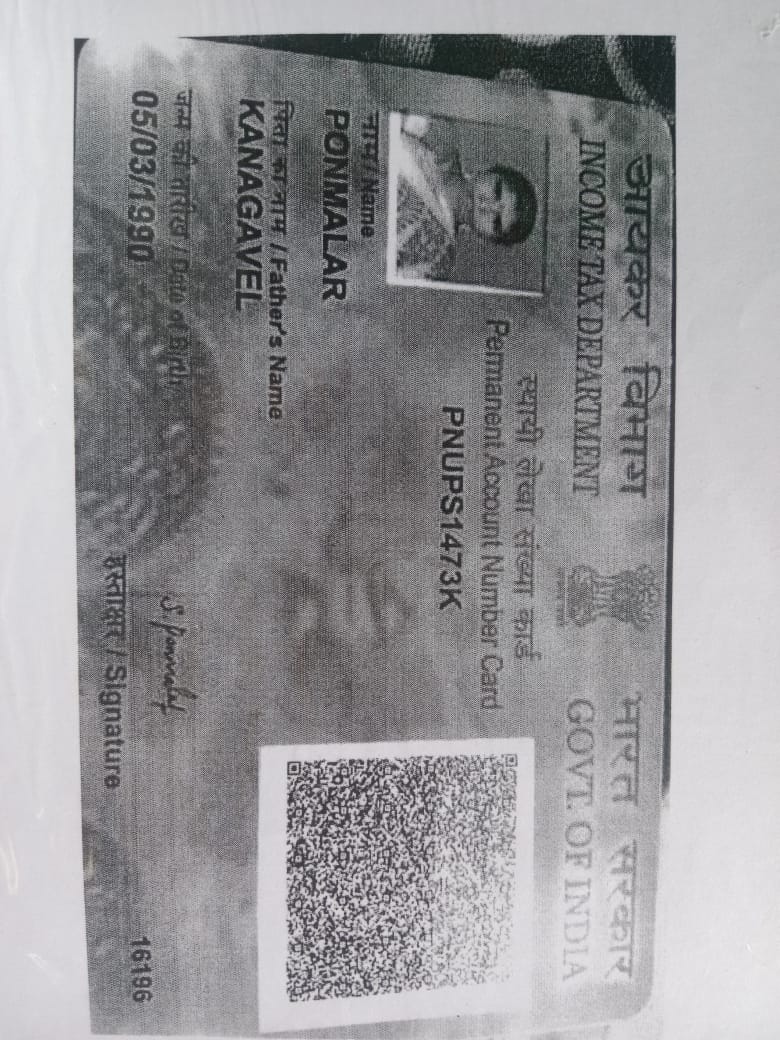 आयकर विभाग
INCOME TAX DEPARTMENT
भारत सरकार
GOVT. OF INDIA
स्थायी लेखा संख्या कार्ड
Permanent Account Number Card
PNUPS1473K
नाम / Name
PONMALAR
पिता का नाम / Father's Name
KANAGAVEL
जन्म की तारीख / Date of Birth
05/03/1990
S. Ponmalar
हस्ताक्षर / Signature
16196